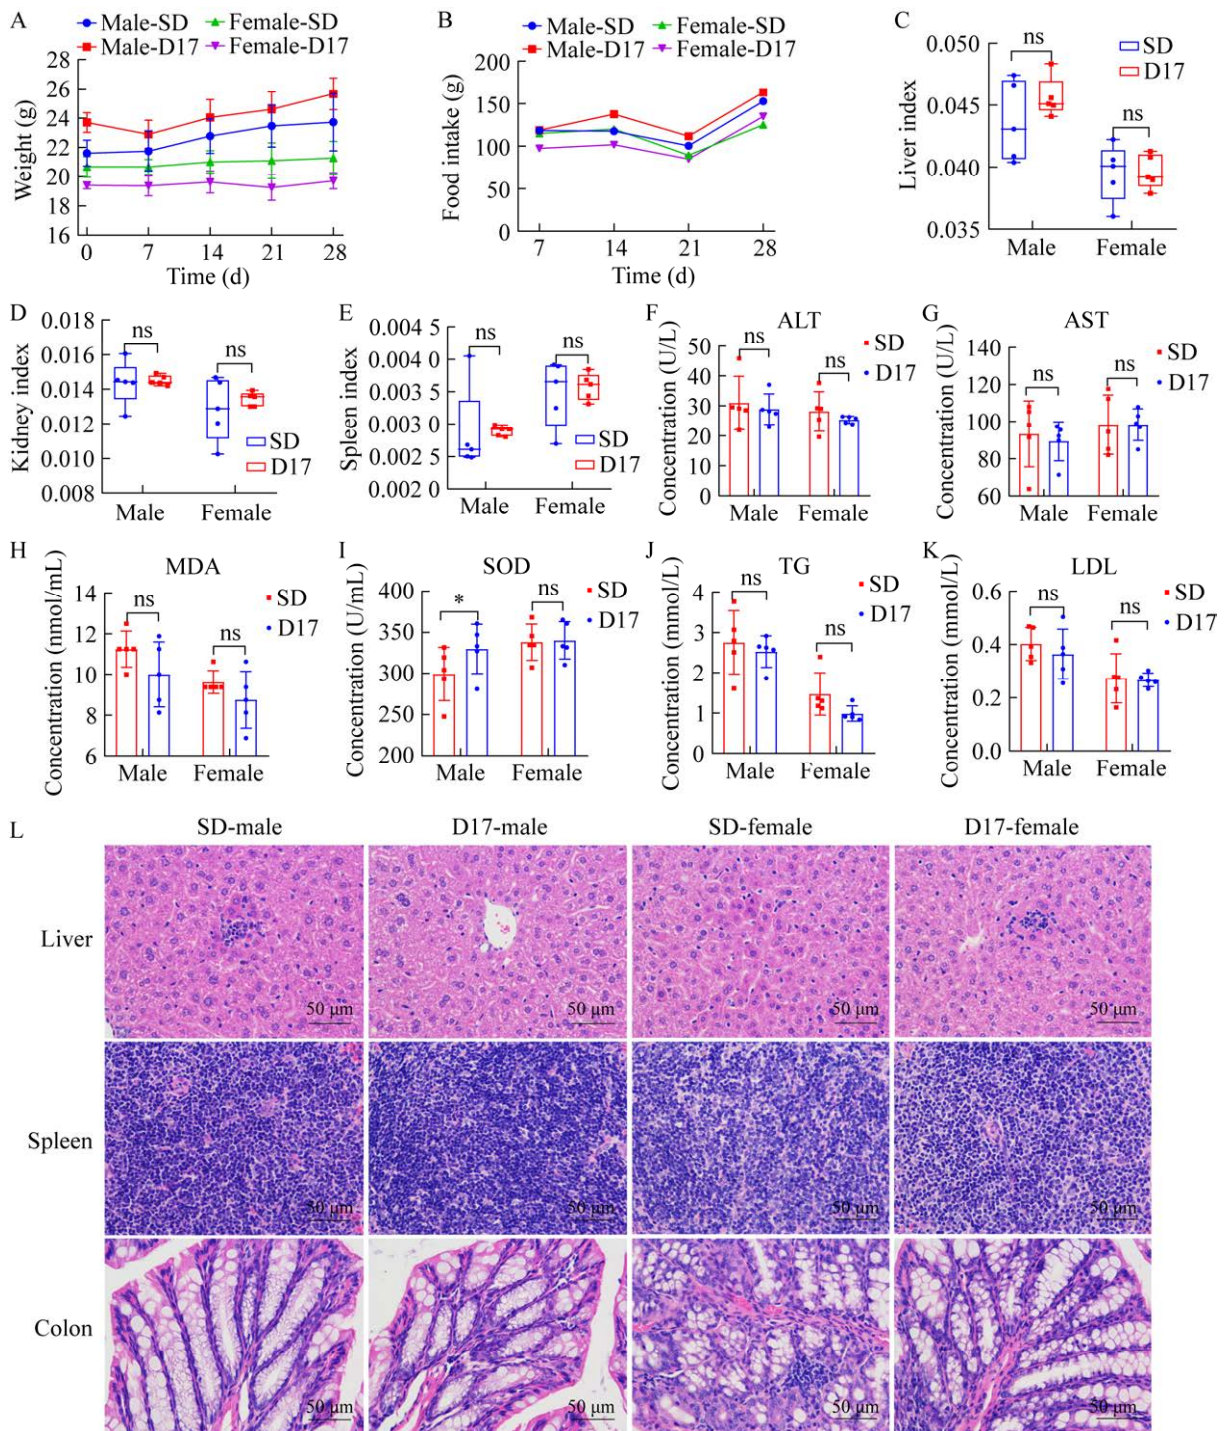 A
Male-SD
Female-SD
Male-D17
Female-D17
Weight (g)
28
26
24
22
20
19
18
16
0
7
14
21
28
Time (d)
B
Male-SD
Female-SD
Male-D17
Female-D17
Food intake (g)
200
150
100
50
0
7
14
21
28
Time (d)
C
Liver index
0.050
0.045
0.040
0.035
ns
ns
SD
D17
Male
Female
D
Kidney index
0.018
0.016
0.014
0.012
0.010
0.008
ns
ns
SD
D17
Male
Female
E
Spleen index
0.004 5
0.004 0
0.003 5
0.003 0
0.002 5
0.002 0
ns
ns
SD
D17
Male
Female
F
ALT
Concentration (U/L)
50
40
30
20
10
0
ns
ns
SD
D17
Male
Female
G
AST
Concentration (U/L)
140
120
100
80
60
ns
ns
SD
D17
Male
Female
H
MDA
Concentration (nmol/mL)
14
12
10
8
6
ns
ns
SD
D17
Male
Female
I
SOD
Concentration (U/mL)
400
350
300
250
200
*
ns
SD
D17
Male
Female
J
TG
Concentration (mmol/L)
4
3
2
1
0
ns
ns
SD
D17
Male
Female
K
LDL
Concentration (mmol/L)
0.6
0.4
0.2
0.0
ns
ns
SD
D17
Male
Female
L
SD-male
D17-male
SD-female
D17-female
Liver
50 μm
50 μm
50 μm
50 μm
Spleen
50 μm
50 μm
50 μm
50 μm
Colon
50 μm
50 μm
50 μm
50 μm